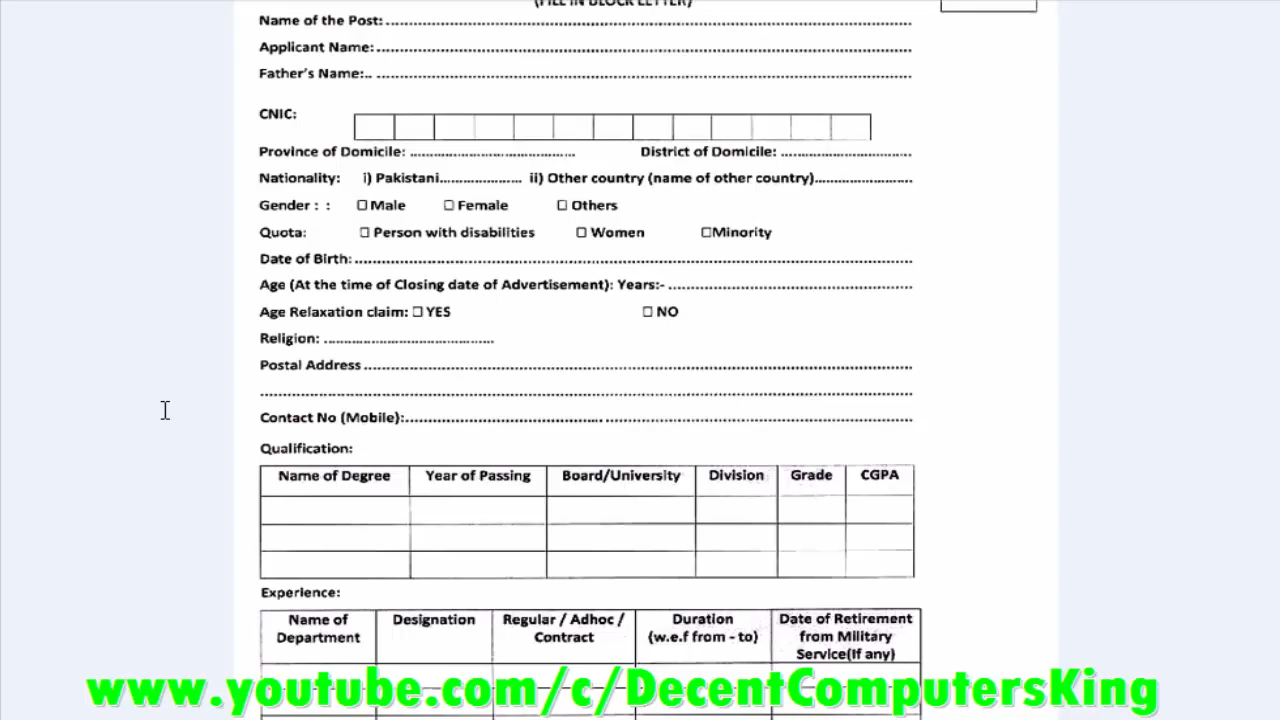 (FILL IN BLOCK LETTER)
Name of the Post:
Applicant Name:
Father's Name:..
CNIC:
Province of Domicile: District of Domicile:
Nationality: i) Pakistani ii) Other country (name of other country)
Gender : : ☐ Male ☐ Female ☐ Others
Quota: ☐ Person with disabilities ☐ Women ☐Minority
Date of Birth:
Age (At the time of Closing date of Advertisement): Years:-
Age Relaxation claim: ☐ YES ☐ NO
Religion:
Postal Address
Contact No (Mobile):
Qualification:
Name of Degree Year of Passing Board/University Division Grade CGPA
Experience:
Name of Department Designation Regular / Adhoc / Contract Duration (w.e.f from - to) Date of Retirement from Military Service(If any)
www.youtube.com/c/DecentComputersKing